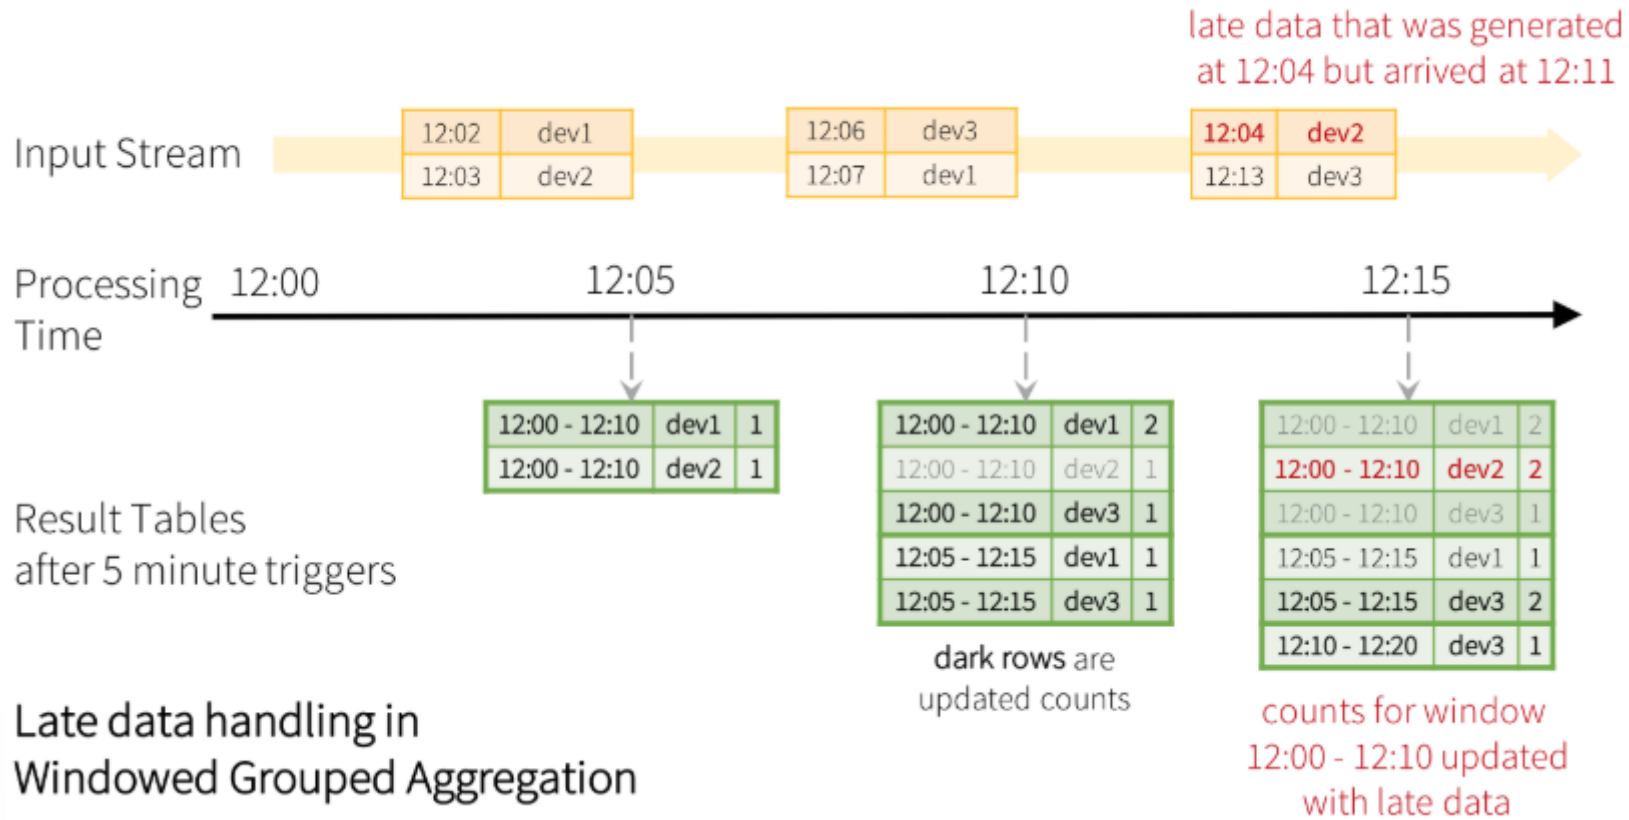 late data that was generated
at 12:04 but arrived at 12:11
Input Stream
12:02 dev1
12:03 dev2
12:06 dev3
12:07 dev1
12:04 dev2
12:13 dev3
Processing
Time
12:00 12:05 12:10 12:15
Result Tables
after 5 minute triggers
12:00 - 12:10 dev1 1
12:00 - 12:10 dev2 1
12:00 - 12:10 dev1 2
12:00 - 12:10 dev2 1
12:00 - 12:10 dev3 1
12:05 - 12:15 dev1 1
12:05 - 12:15 dev3 1
dark rows are
updated counts
12:00 - 12:10 dev1 2
12:00 - 12:10 dev2 2
12:00 - 12:10 dev3 1
12:05 - 12:15 dev1 1
12:05 - 12:15 dev3 2
12:10 - 12:20 dev3 1
counts for window
12:00 - 12:10 updated
with late data
Late data handling in
Windowed Grouped Aggregation